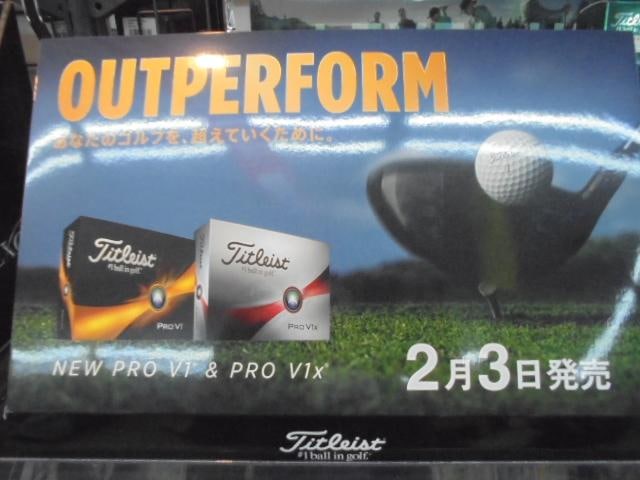 Titleist
OUTPERFORM
あなたのゴルフを、超えていくために。
Titleist
#1 ball in golf.
PRO V1
Titleist
#1 ball in golf.
PRO V1x
NEW PRO V1 & PRO V1x
2月3日発売
Titleist
#1 ball in golf.